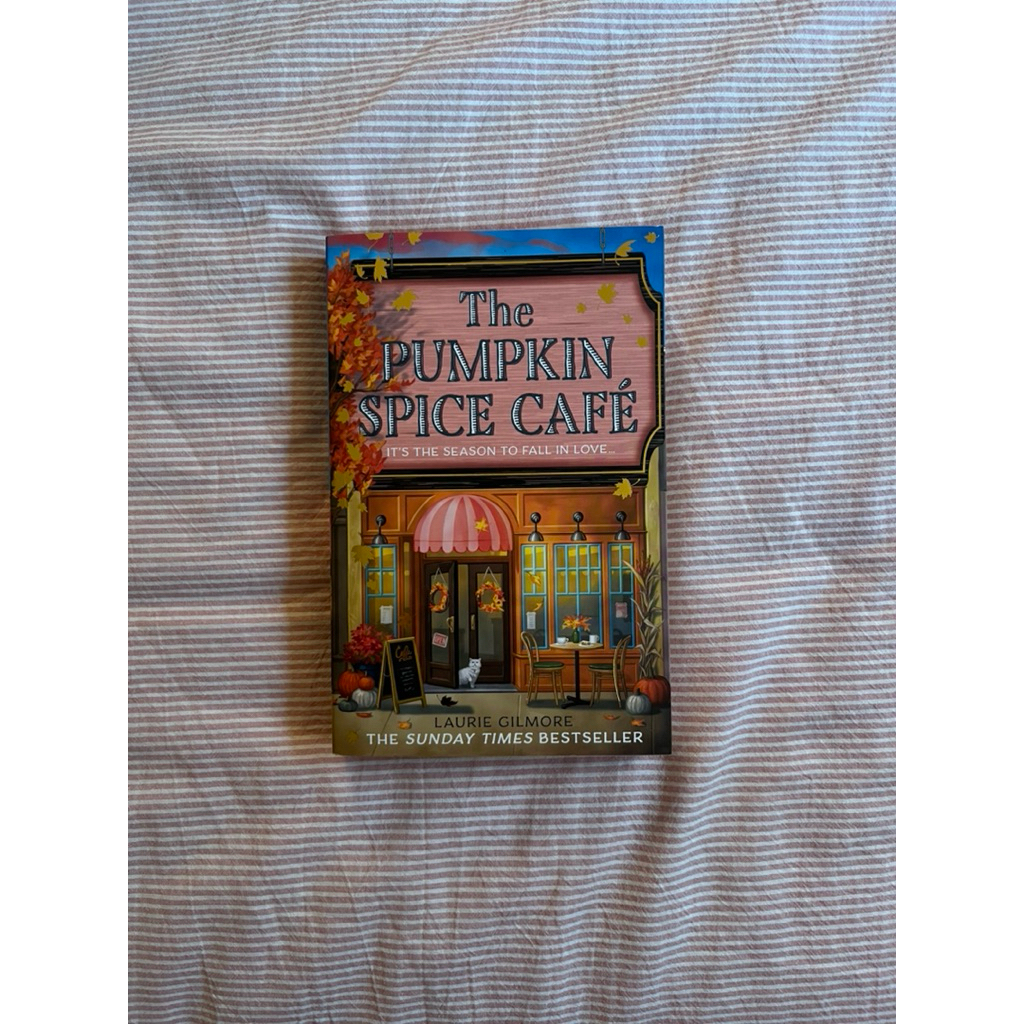 The
PUMPKIN
SPICE CAFÉ
IT'S THE SEASON TO FALL IN LOVE...
LAURIE GILMORE
THE SUNDAY TIMES BESTSELLER